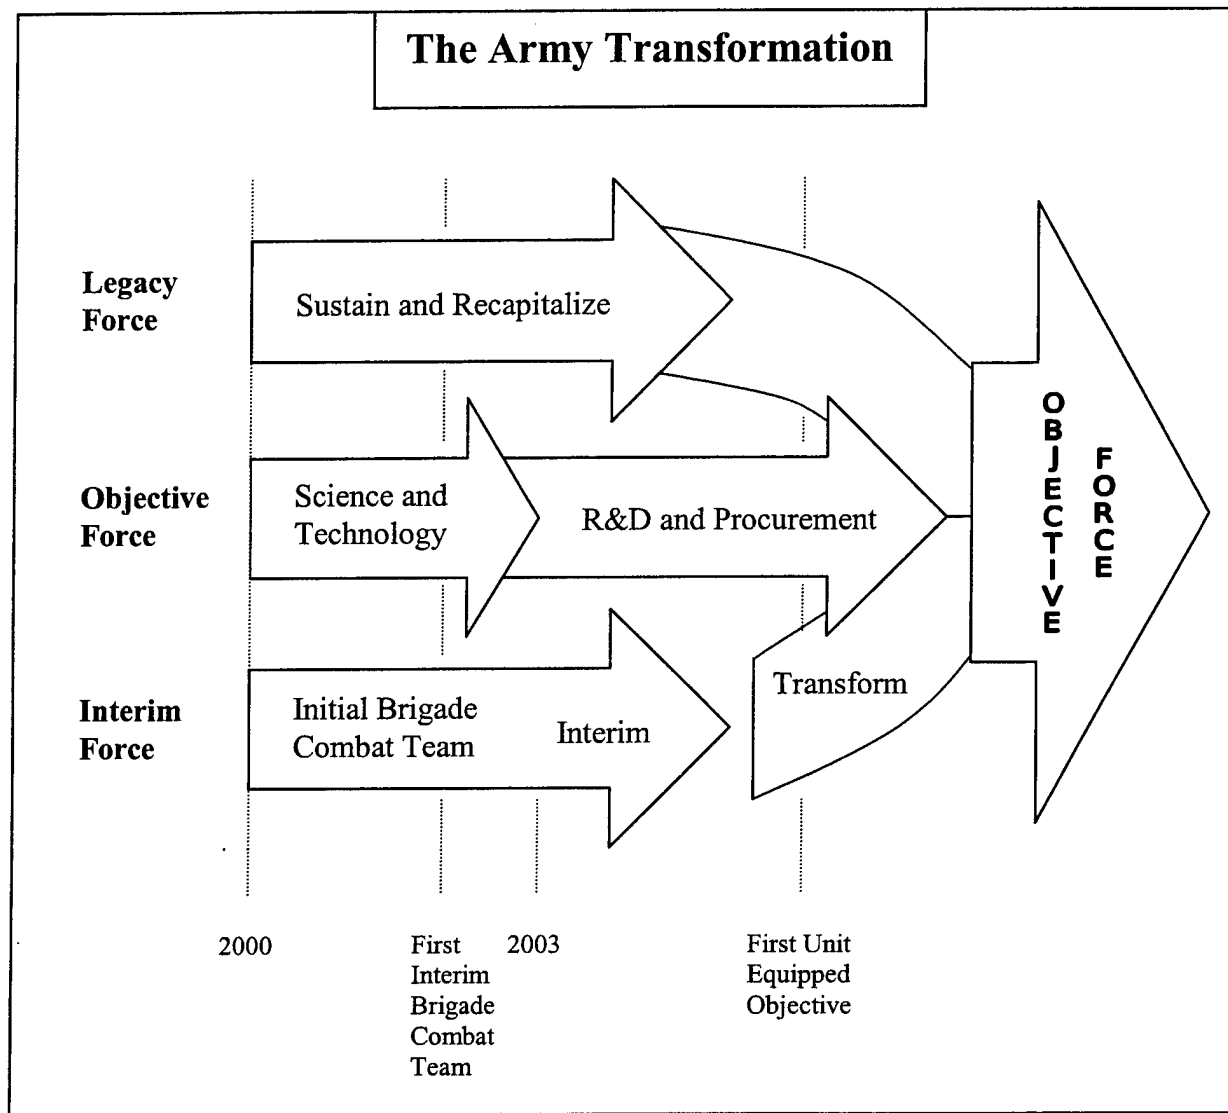 The Army Transformation
Legacy
Force
Sustain and Recapitalize
Objective
Force
Science and
Technology
R&D and Procurement
OBJECTIVE
FORCE
Interim
Force
Initial Brigade
Combat Team
Interim
Transform
2000
First
Interim
Brigade
Combat
Team
2003
First Unit
Equipped
Objective